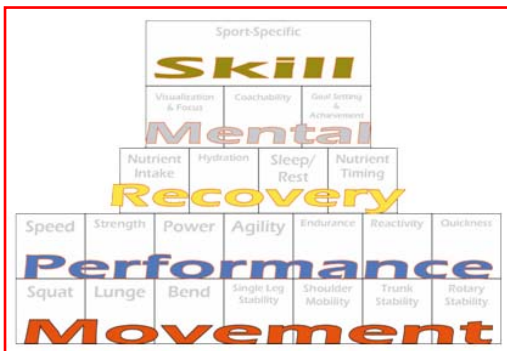 Sport-Specific
Skill
Visualization & Focus Coachability Goal Setting & Achievement
Mental
Nutrient Intake Hydration Sleep/ Rest Nutrient Timing
Recovery
Speed Strength Power Agility Endurance Reactivity Quickness
Performance
Squat Lunge Bend Single Leg Stability Shoulder Mobility Trunk Stability Rotary Stability
Movement